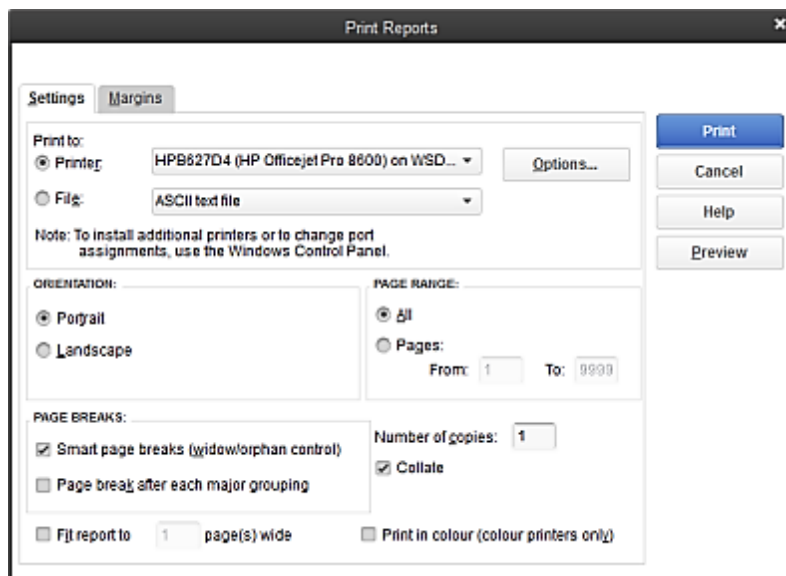 Print Reports
Settings
Margins
Print to:
Printer:
HPB627D4 (HP Officejet Pro 8600) on WSD...
Options...
File:
ASCII text file
Note: To install additional printers or to change port
assignments, use the Windows Control Panel.
Print
Cancel
Help
Preview
ORIENTATION:
Portrait
Landscape
PAGE RANGE:
All
Pages:
From: 1 To: 9999
PAGE BREAKS:
Smart page breaks (widow/orphan control)
Page break after each major grouping
Number of copies: 1
Collate
Fit report to 1 page(s) wide
Print in colour (colour printers only)